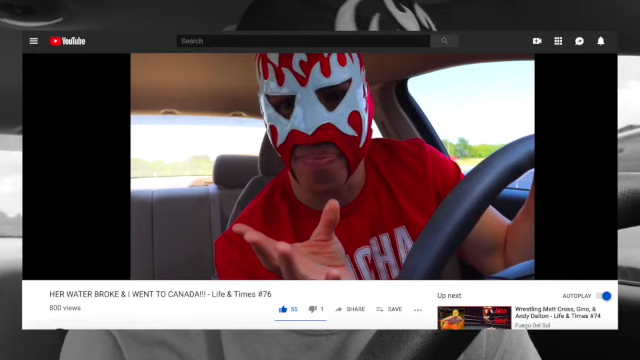 YouTube
Search
UCHA
HER WATER BROKE & I WENT TO CANADA!!! - Life & Times #76
800 views
55
1
SHARE
SAVE
Up next
AUTOPLAY
Wrestling Matt Cross, Gino, &
Andy Dalton - Life & Times #74
Fuego Del Sol